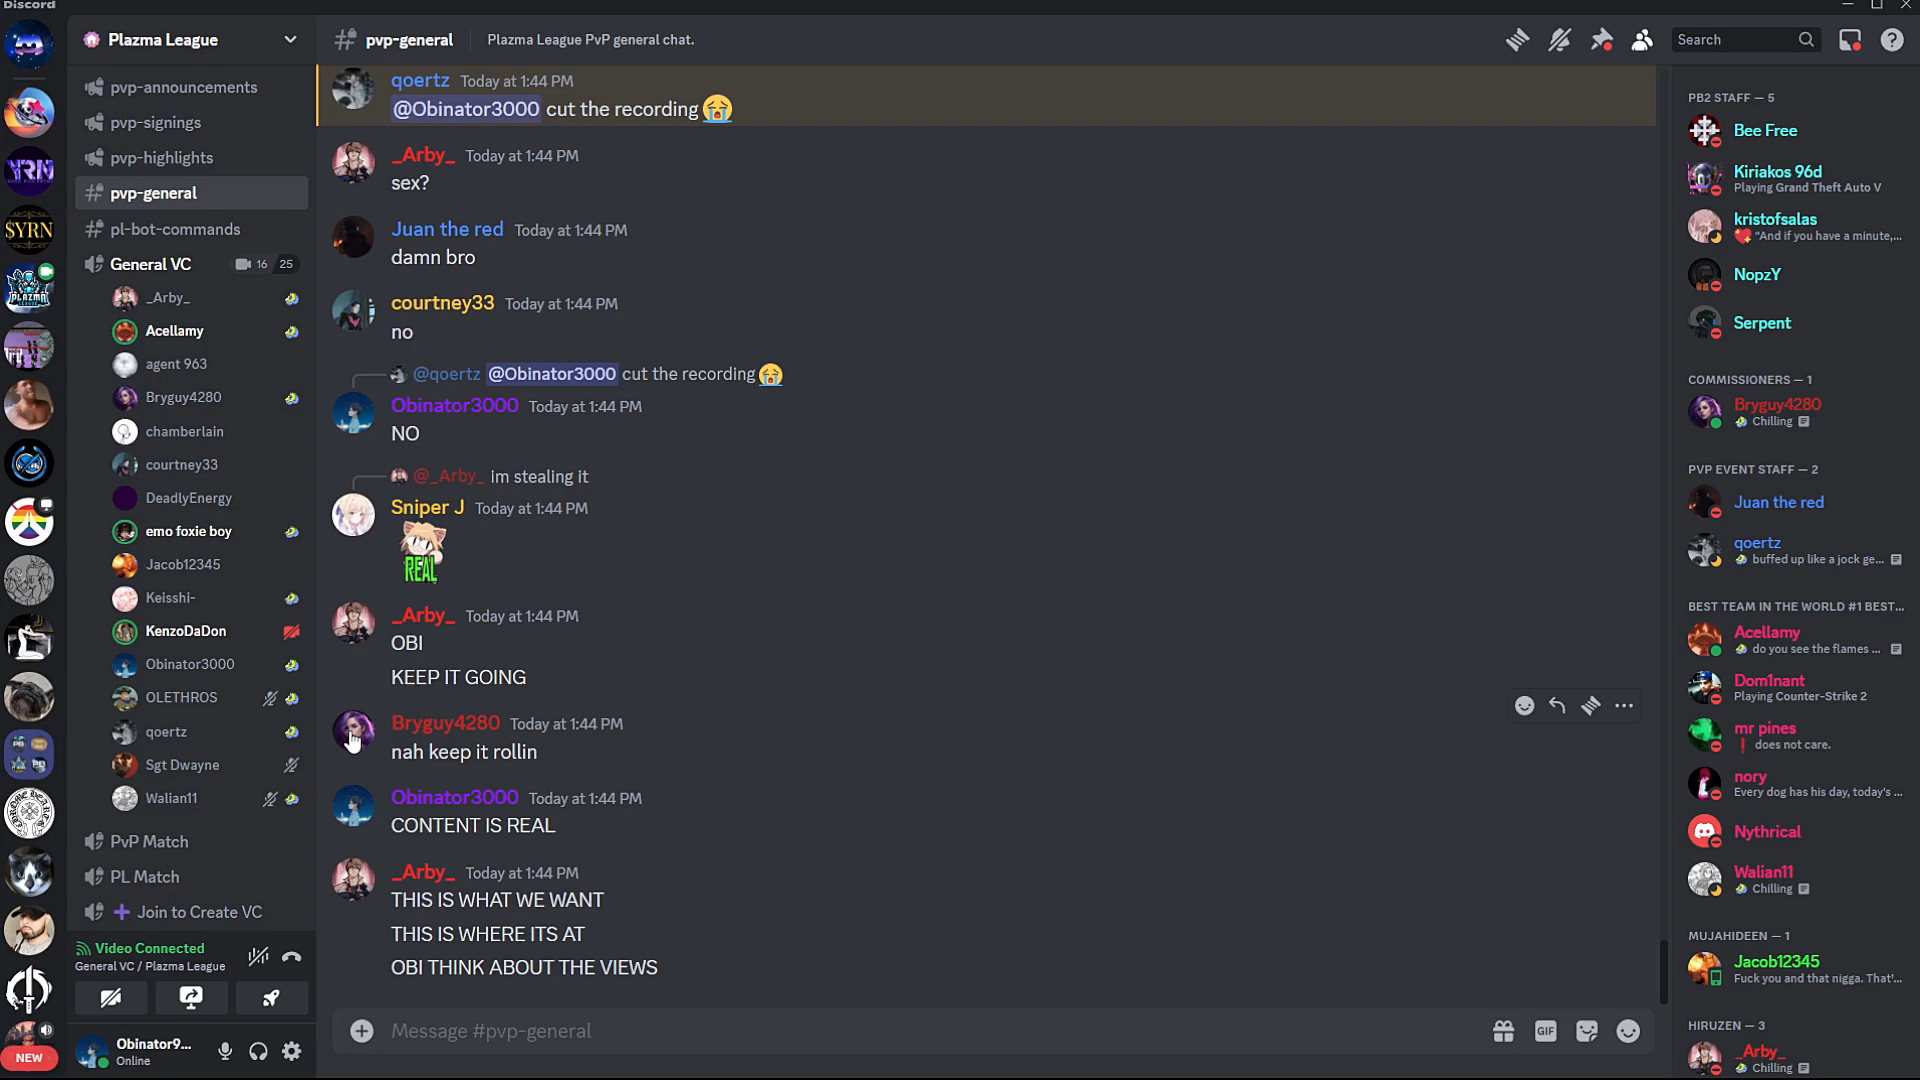 Discord
Plazma League
pvp-announcements
pvp-signings
pvp-highlights
pvp-general
pl-bot-commands
General VC
16 25
_Arby_
Acellamy
agent 963
Bryguy4280
chamberlain
courtney33
DeadlyEnergy
emo foxie boy
Jacob12345
Keisshi-
KenzoDaDon
Obinator3000
OLETHROS
qoertz
Sgt Dwayne
Walian11
PvP Match
PL Match
Join to Create VC
Video Connected
General VC / Plazma League
Obinator9...
Online
YRN
$YRN
PLAZMA
NEW
pvp-general
Plazma League PvP general chat.
Search
qoertz Today at 1:44 PM
@Obinator3000 cut the recording 😭
_Arby_ Today at 1:44 PM
sex?
Juan the red Today at 1:44 PM
damn bro
courtney33 Today at 1:44 PM
no
@qoertz @Obinator3000 cut the recording 😭
Obinator3000 Today at 1:44 PM
NO
@_Arby_ im stealing it
Sniper J Today at 1:44 PM
REAL
_Arby_ Today at 1:44 PM
OBI
KEEP IT GOING
Bryguy4280 Today at 1:44 PM
nah keep it rollin
Obinator3000 Today at 1:44 PM
CONTENT IS REAL
_Arby_ Today at 1:44 PM
THIS IS WHAT WE WANT
THIS IS WHERE ITS AT
OBI THINK ABOUT THE VIEWS
Message #pvp-general
GIF
PB2 STAFF — 5
Bee Free
Kiriakos 96d
Playing Grand Theft Auto V
kristofsalas
💖 "And if you have a minute,...
NopzY
Serpent
COMMISSIONERS — 1
Bryguy4280
Chilling
PVP EVENT STAFF — 2
Juan the red
qoertz
buffed up like a jock ge...
BEST TEAM IN THE WORLD #1 BEST...
Acellamy
do you see the flames ...
Dom1nant
Playing Counter-Strike 2
mr pines
❗ does not care.
nory
Every dog has his day, today's ...
Nythrical
Walian11
Chilling
MUJAHIDEEN — 1
Jacob12345
Fuck you and that nigga. That'...
HIRUZEN — 3
_Arby_
Chilling